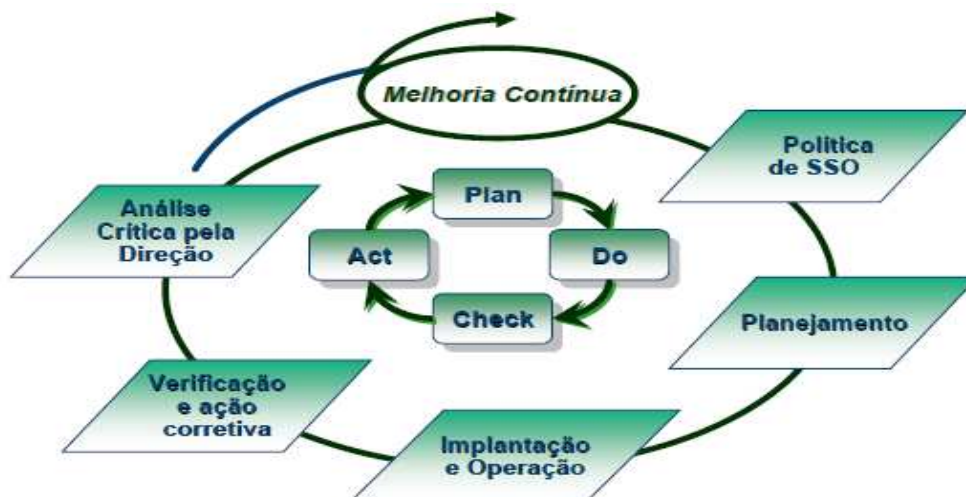 Melhoria Contínua
Política
de SSO
Planejamento
Implantação
e Operação
Verificação
e ação
corretiva
Análise
Crítica pela
Direção
Plan
Do
Check
Act